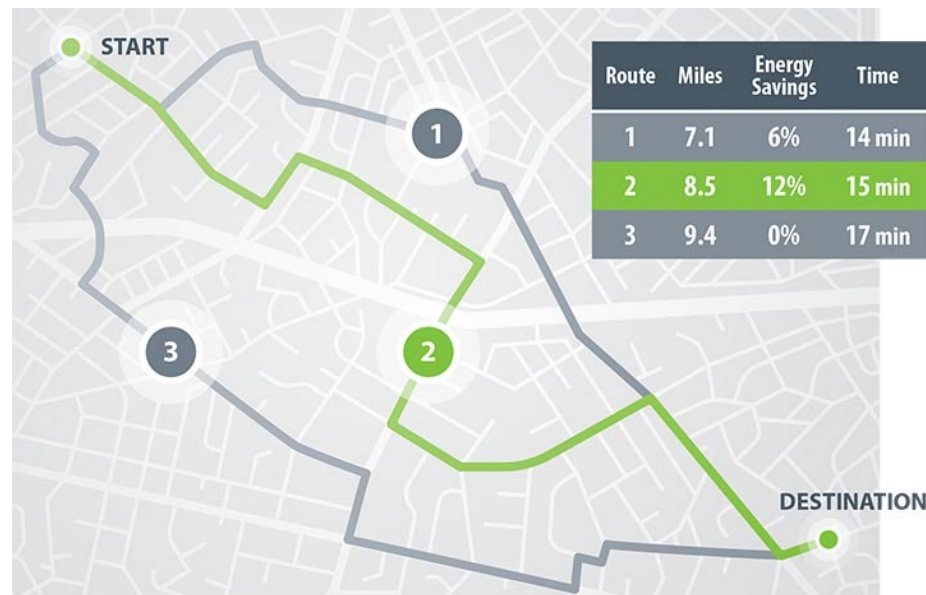 START
Route Miles Energy Savings Time
1 7.1 6% 14 min
2 8.5 12% 15 min
3 9.4 0% 17 min
1
2
3
DESTINATION